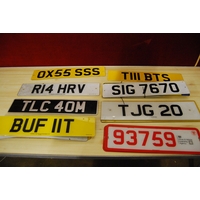 OX55 SSS
T111 BTS
R14 HRV
SIG 7670
TLC 40M
TJG 20
BUF 11T
93759